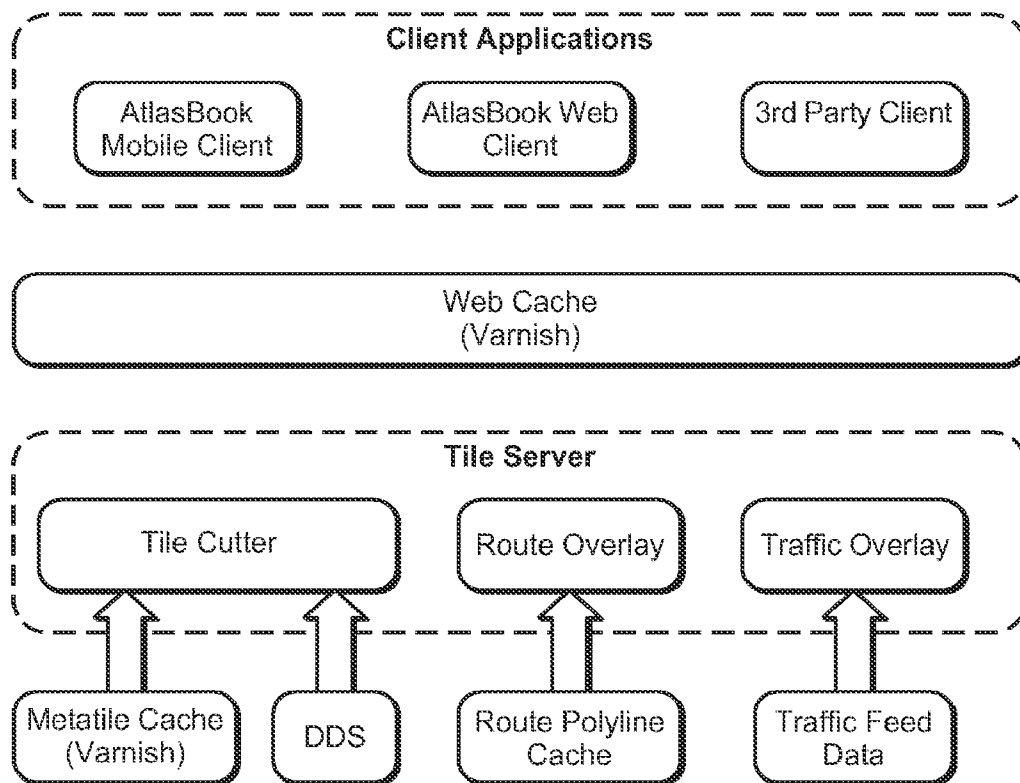 Client Applications
AtlasBook
Mobile Client
AtlasBook Web
Client
3rd Party Client
Web Cache
(Varnish)
Tile Server
Tile Cutter
Route Overlay
Traffic Overlay
Metatile Cache
(Varnish)
DDS
Route Polyline
Cache
Traffic Feed
Data